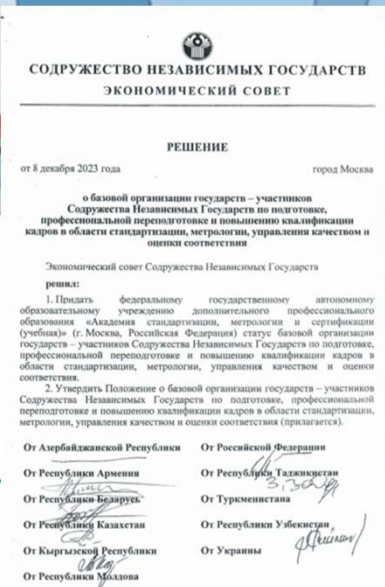 СОДРУЖЕСТВО НЕЗАВИСИМЫХ ГОСУДАРСТВ
ЭКОНОМИЧЕСКИЙ СОВЕТ
РЕШЕНИЕ
от 8 декабря 2023 года город Москва
о базовой организации государств – участников
Содружества Независимых Государств по подготовке,
профессиональной переподготовке и повышению квалификации
кадров в области стандартизации, метрологии, управления качеством и
оценки соответствия
Экономический совет Содружества Независимых Государств
решил:
1. Придать федеральному государственному автономному
образовательному учреждению дополнительного профессионального
образования «Академия стандартизации, метрологии и сертификации
(учебная)» (г. Москва, Российская Федерация) статус базовой организации
государств – участников Содружества Независимых Государств по подготовке,
профессиональной переподготовке и повышению квалификации кадров в
области стандартизации, метрологии, управления качеством и оценки
соответствия.
2. Утвердить Положение о базовой организации государств – участников
Содружества Независимых Государств по подготовке, профессиональной
переподготовке и повышению квалификации кадров в области стандартизации,
метрологии, управления качеством и оценки соответствия (прилагается).
От Азербайджанской Республики От Российской Федерации
От Республики Армения От Республики Таджикистан
От Республики Беларусь От Туркменистана
От Республики Казахстан От Республики Узбекистан
От Кыргызской Республики От Украины
От Республики Молдова